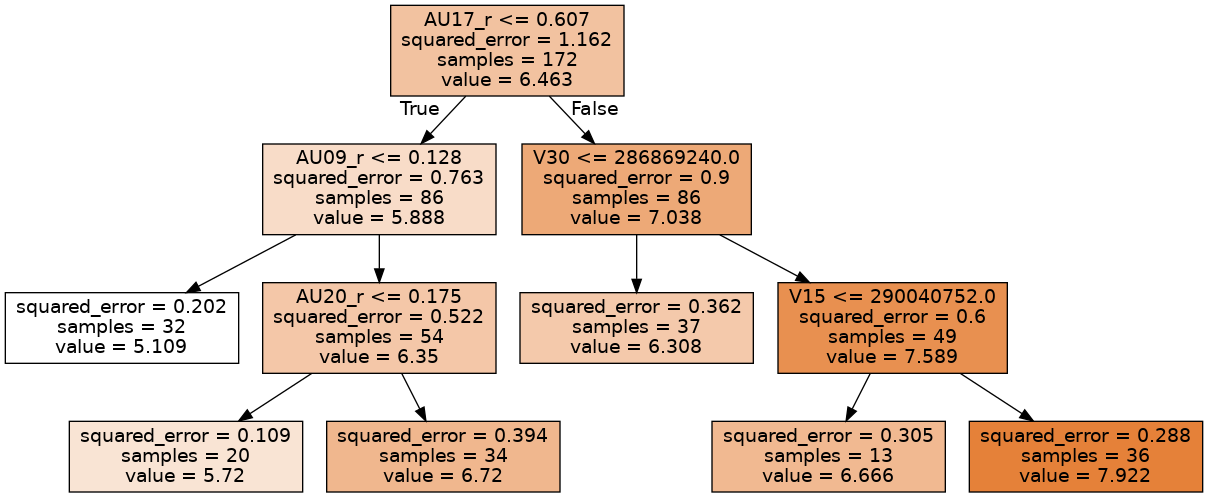 AU17_r <= 0.607
squared_error = 1.162
samples = 172
value = 6.463
True
False
AU09_r <= 0.128
squared_error = 0.763
samples = 86
value = 5.888
V30 <= 286869240.0
squared_error = 0.9
samples = 86
value = 7.038
squared_error = 0.202
samples = 32
value = 5.109
AU20_r <= 0.175
squared_error = 0.522
samples = 54
value = 6.35
squared_error = 0.362
samples = 37
value = 6.308
V15 <= 290040752.0
squared_error = 0.6
samples = 49
value = 7.589
squared_error = 0.109
samples = 20
value = 5.72
squared_error = 0.394
samples = 34
value = 6.72
squared_error = 0.305
samples = 13
value = 6.666
squared_error = 0.288
samples = 36
value = 7.922